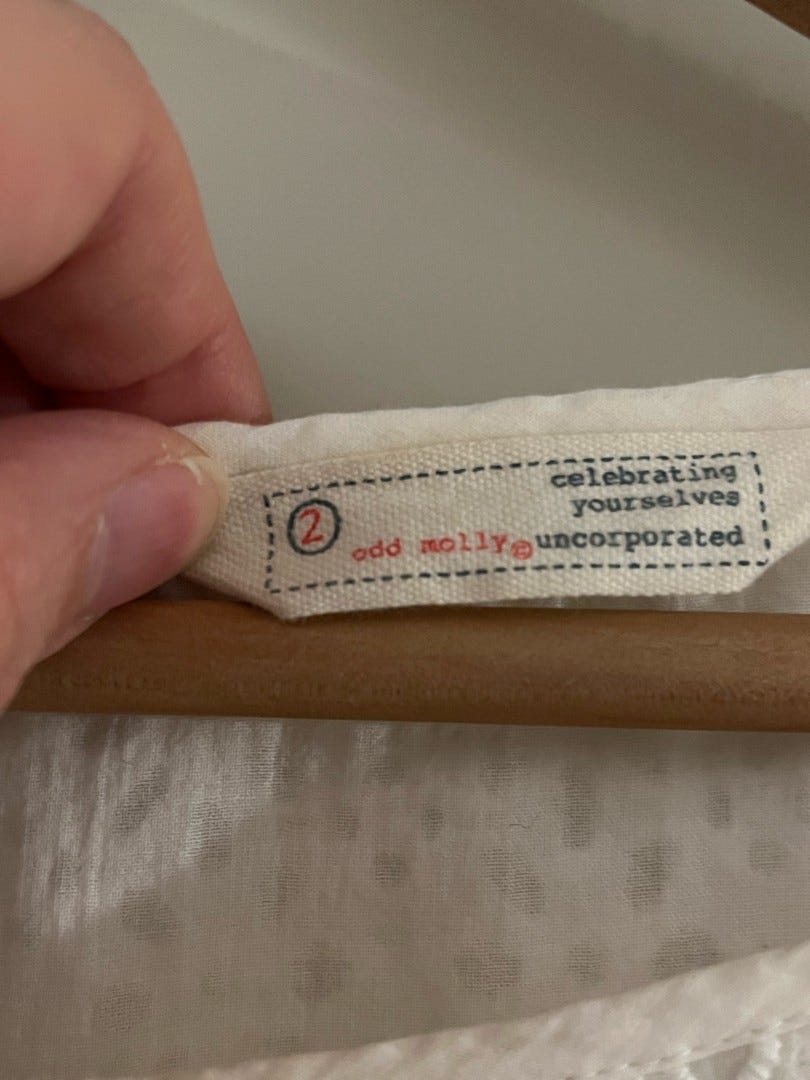 celebrating
yourselves
2 odd molly© uncorporated